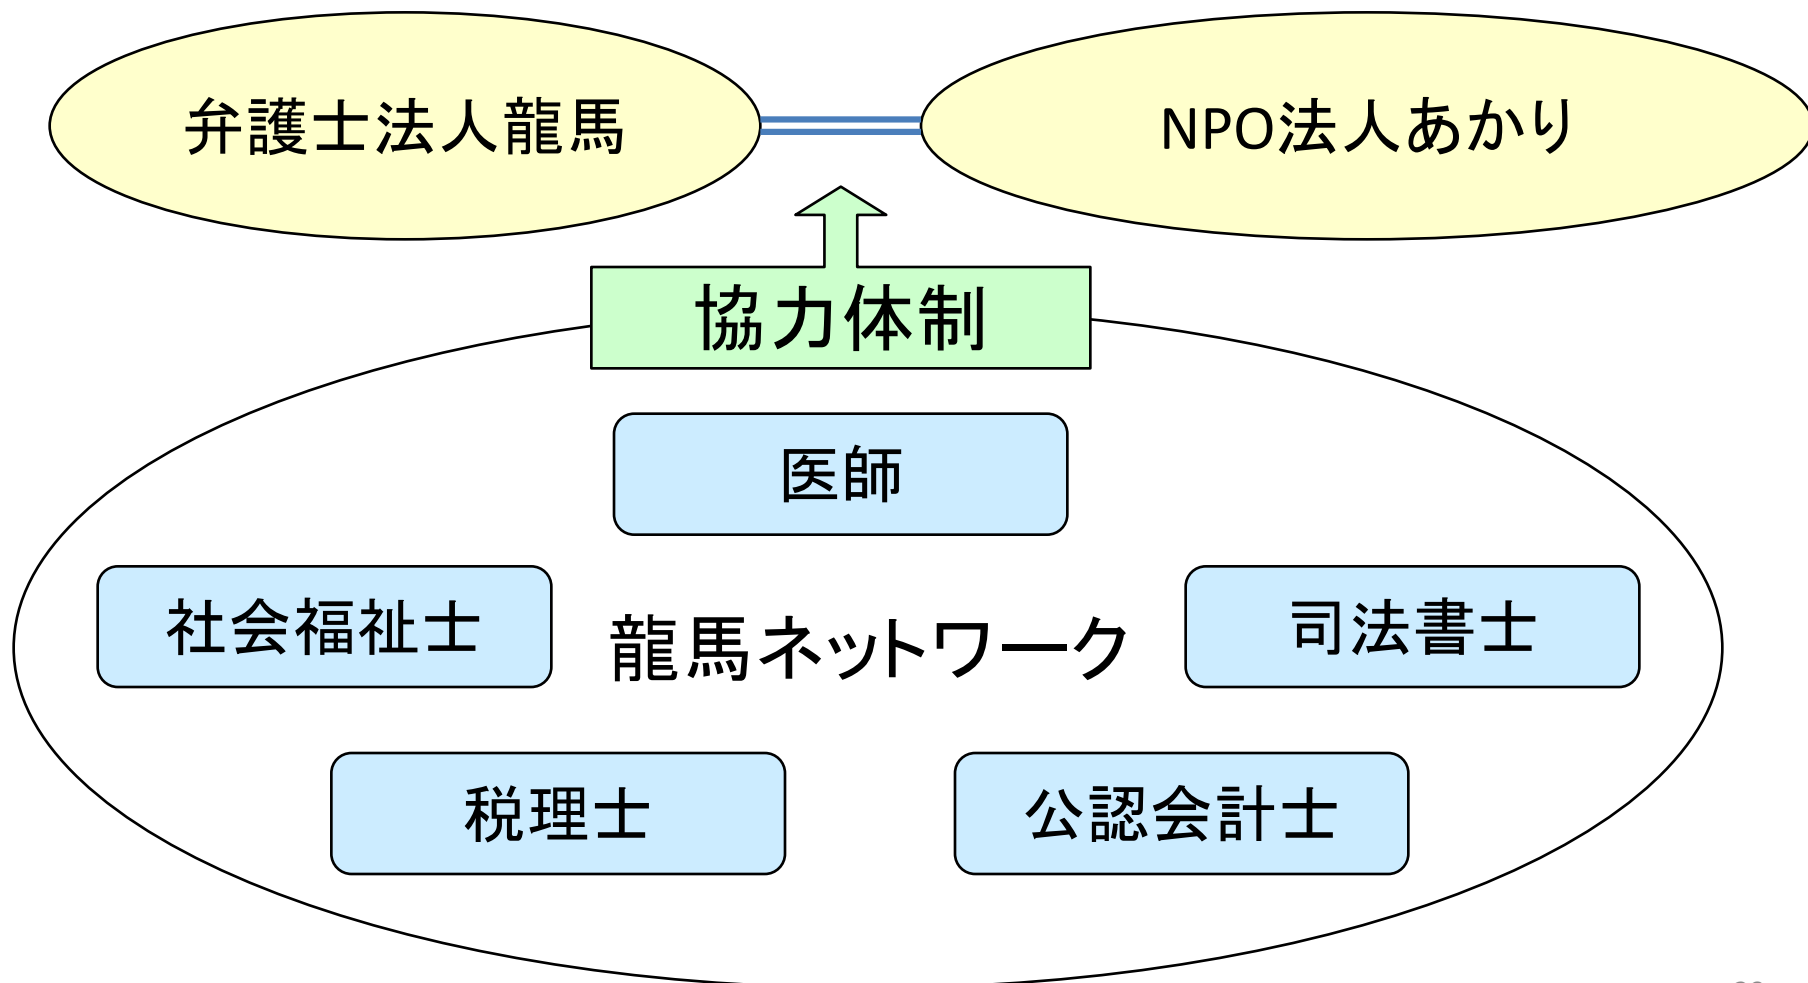 弁護士法人龍馬
NPO法人あかり
協力体制
医師
社会福祉士
龍馬ネットワーク
司法書士
税理士
公認会計士